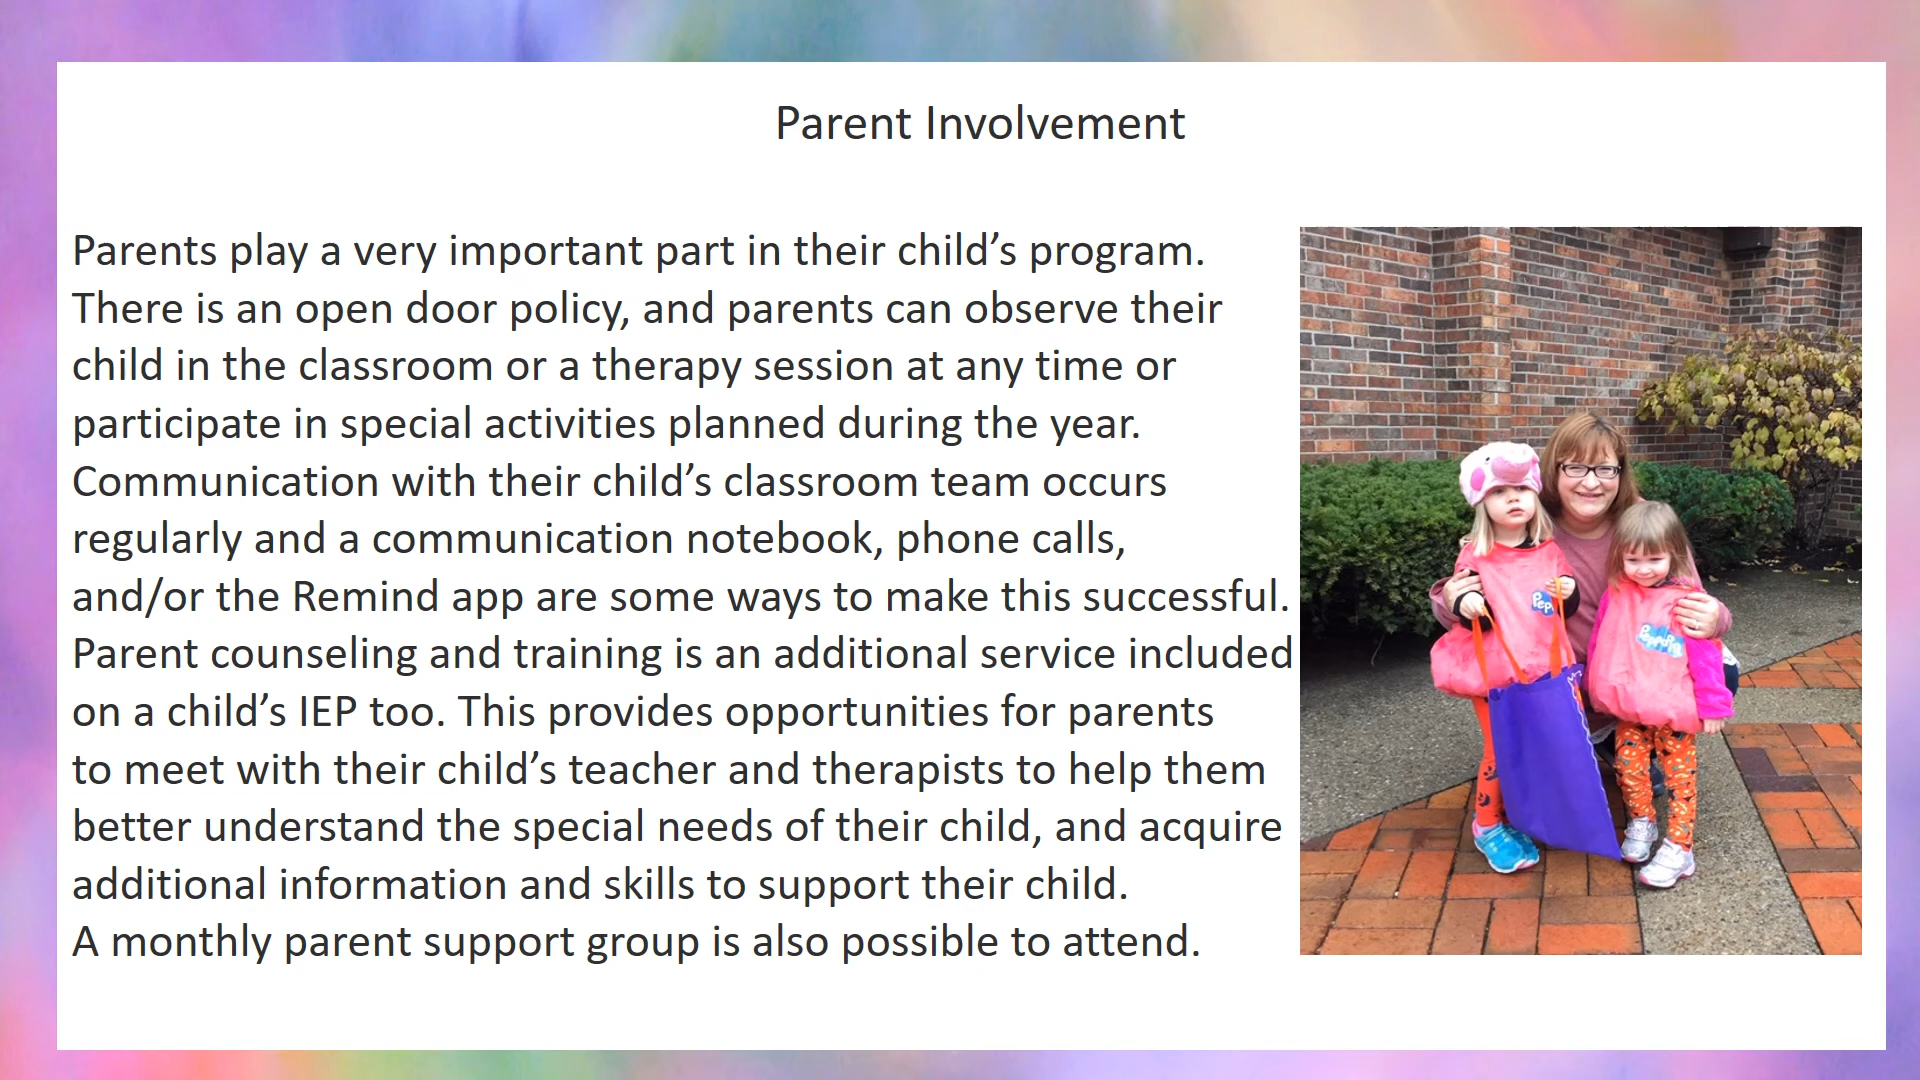 Parent Involvement
Parents play a very important part in their child’s program.
There is an open door policy, and parents can observe their
child in the classroom or a therapy session at any time or
participate in special activities planned during the year.
Communication with their child’s classroom team occurs
regularly and a communication notebook, phone calls,
and/or the Remind app are some ways to make this successful.
Parent counseling and training is an additional service included
on a child’s IEP too. This provides opportunities for parents
to meet with their child’s teacher and therapists to help them
better understand the special needs of their child, and acquire
additional information and skills to support their child.
A monthly parent support group is also possible to attend.
Pep